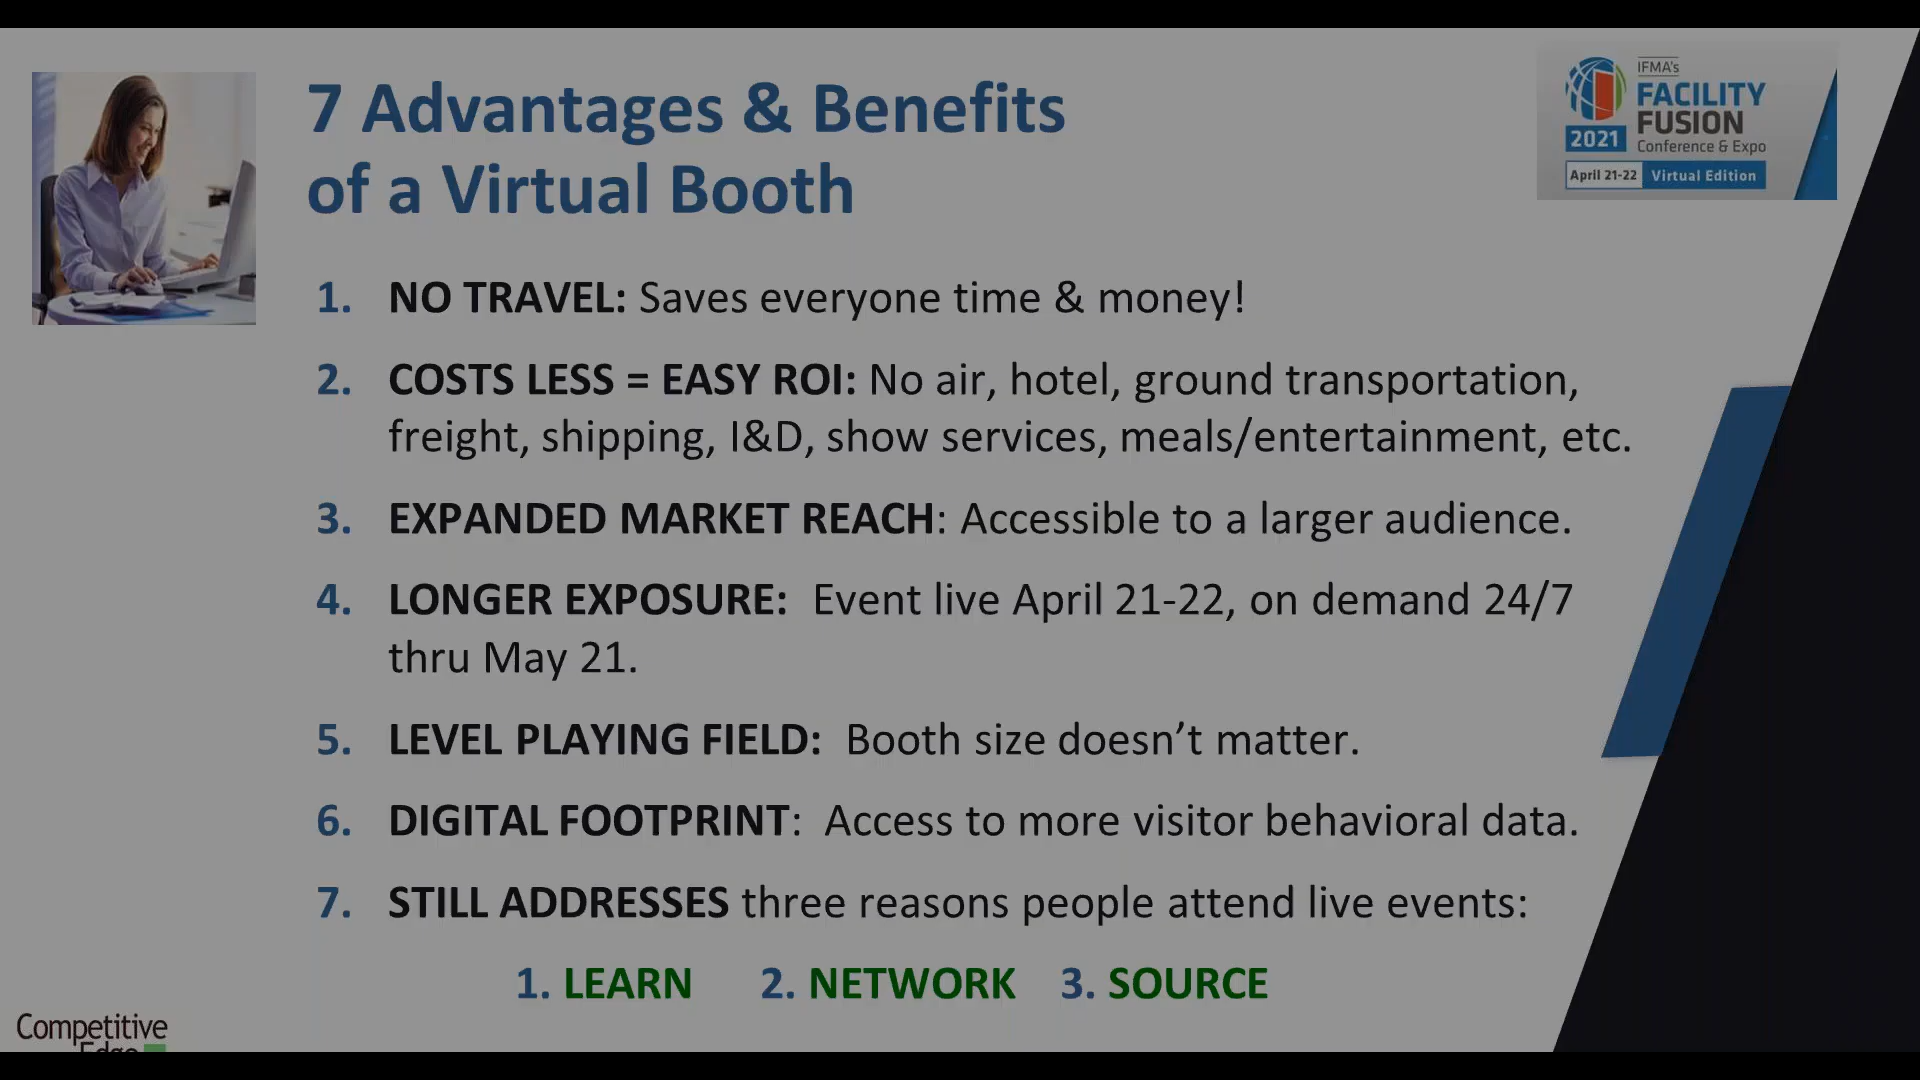 7 Advantages & Benefits
of a Virtual Booth
IFMA's
FACILITY
FUSION
2021
Conference & Expo
April 21-22 Virtual Edition
1. NO TRAVEL: Saves everyone time & money!
2. COSTS LESS = EASY ROI: No air, hotel, ground transportation,
freight, shipping, I&D, show services, meals/entertainment, etc.
3. EXPANDED MARKET REACH: Accessible to a larger audience.
4. LONGER EXPOSURE: Event live April 21-22, on demand 24/7
thru May 21.
5. LEVEL PLAYING FIELD: Booth size doesn’t matter.
6. DIGITAL FOOTPRINT: Access to more visitor behavioral data.
7. STILL ADDRESSES three reasons people attend live events:
1. LEARN 2. NETWORK 3. SOURCE
Competitive
Edge